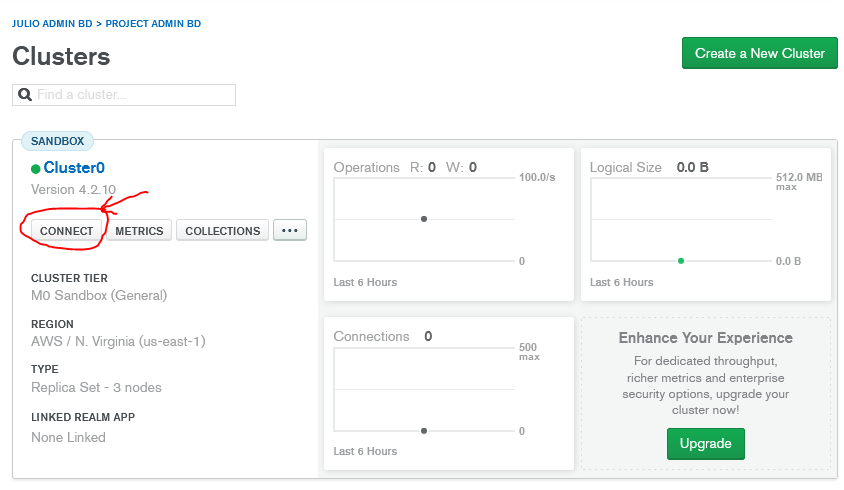 JULIO ADMIN BD > PROJECT ADMIN BD
Clusters
Create a New Cluster
Find a cluster...
SANDBOX
Cluster0
Version 4.2.10
CONNECT
METRICS
COLLECTIONS
...
CLUSTER TIER
M0 Sandbox (General)
REGION
AWS / N. Virginia (us-east-1)
TYPE
Replica Set - 3 nodes
LINKED REALM APP
None Linked
Operations R: 0 W: 0
100.0/s
0
Last 6 Hours
Logical Size 0.0 B
512.0 MB
max
0.0 B
Last 6 Hours
Connections 0
500
max
0
Last 6 Hours
Enhance Your Experience
For dedicated throughput,
richer metrics and enterprise
security options, upgrade your
cluster now!
Upgrade